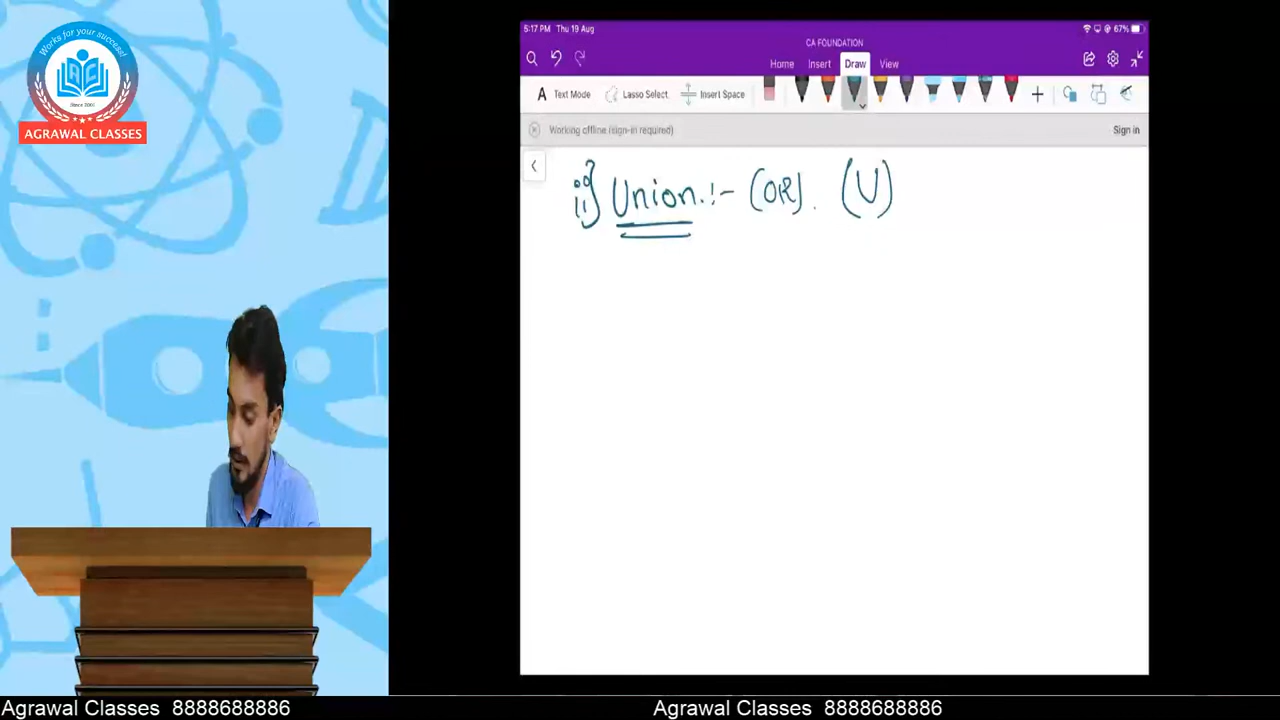 Works for your success!
AC
Since 2001
AGRAWAL CLASSES
5:17 PM Thu 19 Aug
67%
CA FOUNDATION
Home Insert Draw View
A Text Mode Lasso Select Insert Space
Working offline (sign-in required) Sign in
ii} Union :- (OR). (U)
Agrawal Classes 8888688886 Agrawal Classes 8888688886